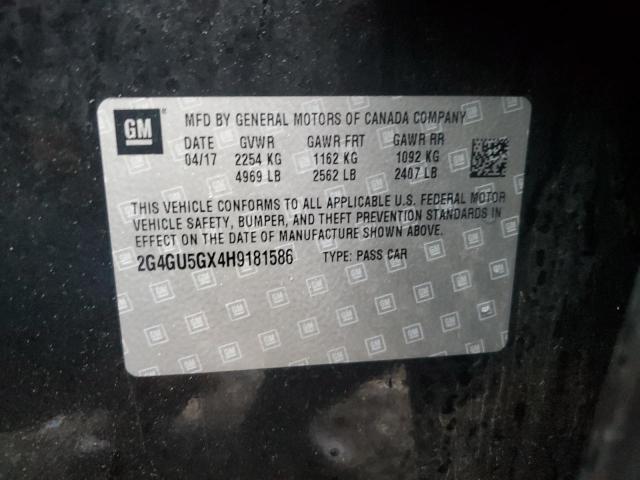 GM
MFD BY GENERAL MOTORS OF CANADA COMPANY
DATE GVWR GAWR FRT GAWR RR
04/17 2254 KG 1162 KG 1092 KG
4969 LB 2562 LB 2407 LB
THIS VEHICLE CONFORMS TO ALL APPLICABLE U.S. FEDERAL MOTOR
VEHICLE SAFETY, BUMPER, AND THEFT PREVENTION STANDARDS IN
EFFECT ON THE DATE OF MANUFACTURE SHOWN ABOVE.
2G4GU5GX4H9181586 TYPE: PASS CAR